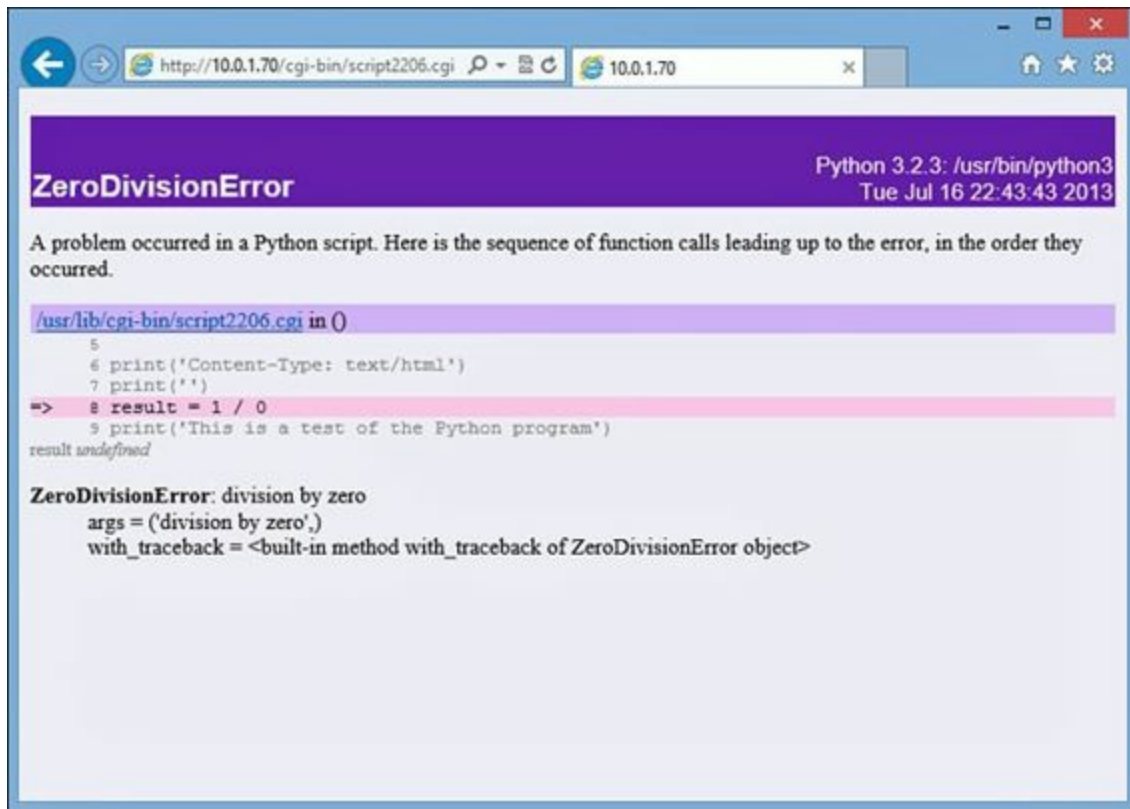 http://10.0.1.70/cgi-bin/script2206.cgi
10.0.1.70
ZeroDivisionError
Python 3.2.3: /usr/bin/python3
Tue Jul 16 22:43:43 2013
A problem occurred in a Python script. Here is the sequence of function calls leading up to the error, in the order they
occurred.
/usr/lib/cgi-bin/script2206.cgi in ()
5
6 print('Content-Type: text/html')
7 print('')
=> 8 result = 1 / 0
9 print('This is a test of the Python program')
result undefined
ZeroDivisionError: division by zero
args = ('division by zero',)
with_traceback = <built-in method with_traceback of ZeroDivisionError object>